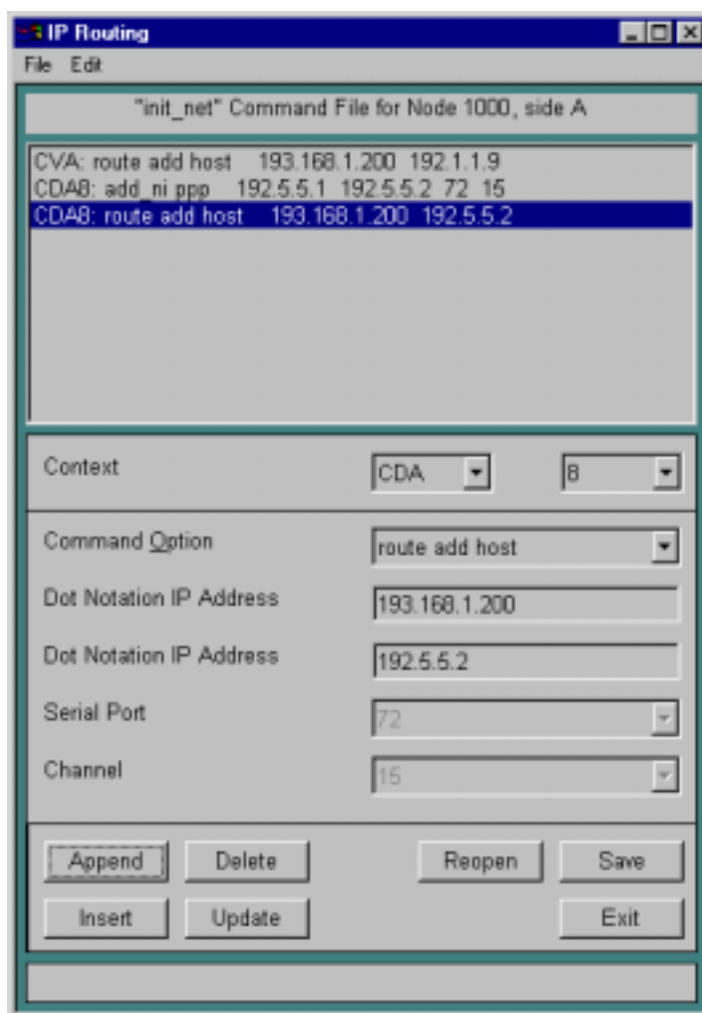 IP Routing
File Edit
"init_net" Command File for Node 1000, side A
CVA: route add host 193.168.1.200 192.1.1.9
CDA8: add_ni ppp 192.5.5.1 192.5.5.2 72 15
CDA8: route add host 193.168.1.200 192.5.5.2
Context CDA 8
Command Option route add host
Dot Notation IP Address 193.168.1.200
Dot Notation IP Address 192.5.5.2
Serial Port 72
Channel 15
Append Delete Reopen Save
Insert Update Exit